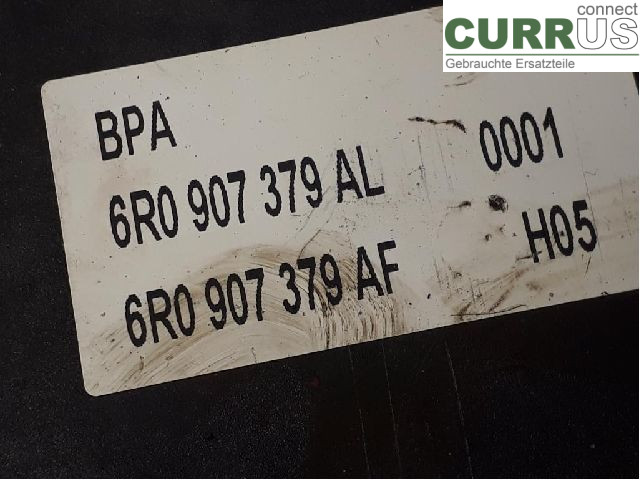 connect
CURRUS
Gebrauchte Ersatzteile
BPA
6R0 907 379 AL 0001
6R0 907 379 AF H05